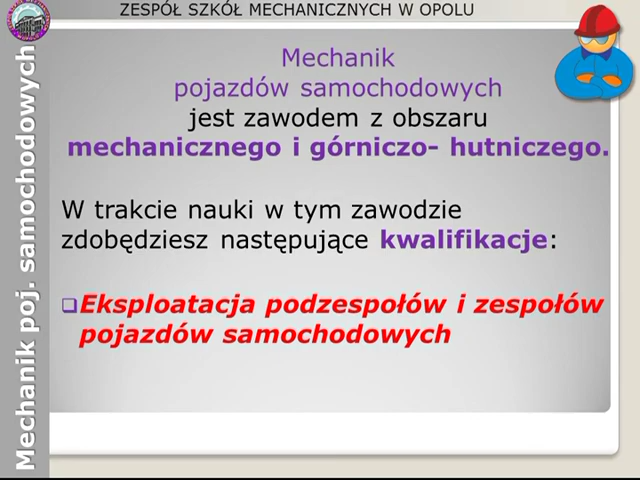 ZESPÓŁ SZKÓŁ MECHANICZNYCH W OPOLU
Mechanik poj. samochodowych
Mechanik
pojazdów samochodowych
jest zawodem z obszaru
mechanicznego i górniczo- hutniczego.
W trakcie nauki w tym zawodzie
zdobędziesz następujące kwalifikacje:
Eksploatacja podzespołów i zespołów
pojazdów samochodowych